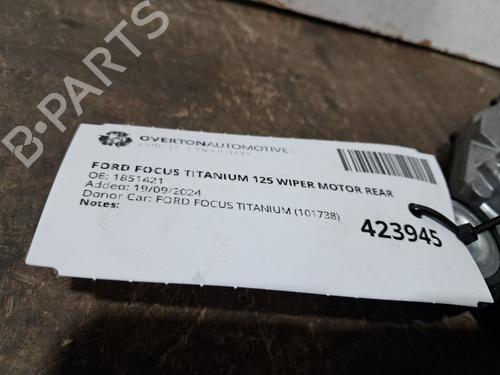 OVERTONAUTOMOTIVE
FORD FOCUS TITANIUM 125 WIPER MOTOR REAR
OE: 1851421
Added: 19/09/2024
Donor Car: FORD FOCUS TITANIUM (101738)
Notes:
423945
B-PARTS